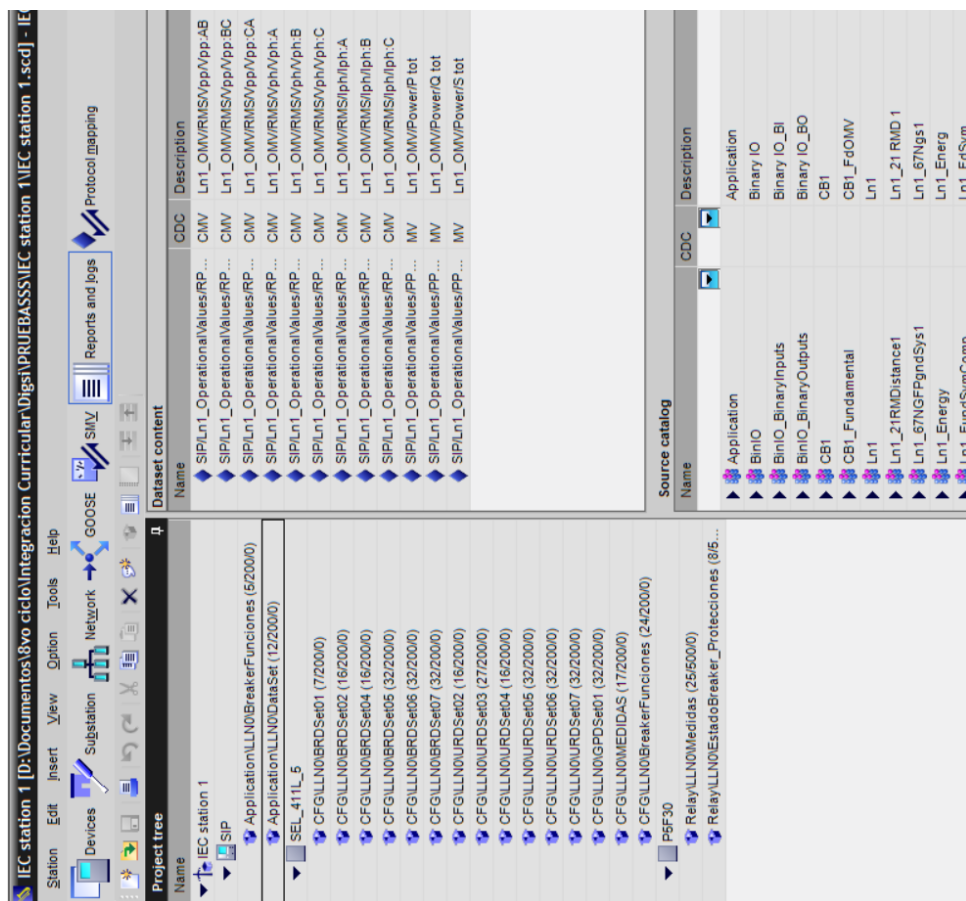 IEC station 1 [D:\Documentos\8vo ciclo\Integracion Curricular\Digsi\PRUEBASSS\IEC station 1\IEC station 1.scd] - IEC
Station Edit Insert View Option Tools Help
Devices Substation Network GOOSE SMV Reports and logs Protocol mapping
Project tree
Name
IEC station 1
SIP
Application\LLN0\BreakerFunciones (6/200/0)
Application\LLN0\DataSet (12/200/0)
SEL_411L_5
CFG\LLN0\BRDSet01 (7/200/0)
CFG\LLN0\BRDSet02 (16/200/0)
CFG\LLN0\BRDSet04 (16/200/0)
CFG\LLN0\BRDSet05 (32/200/0)
CFG\LLN0\BRDSet06 (32/200/0)
CFG\LLN0\BRDSet07 (32/200/0)
CFG\LLN0\URDSet02 (16/200/0)
CFG\LLN0\URDSet03 (27/200/0)
CFG\LLN0\URDSet04 (16/200/0)
CFG\LLN0\URDSet05 (32/200/0)
CFG\LLN0\URDSet06 (32/200/0)
CFG\LLN0\URDSet07 (32/200/0)
CFG\LLN0\GPDSet01 (32/200/0)
CFG\LLN0\MEDIDAS (17/200/0)
CFG\LLN0\BreakerFunciones (24/200/0)
P5F30
Relay\LLN0\Medidas (25/500/0)
Relay\LLN0\EstadoBreaker_Protecciones (8/5...
Dataset content
Name CDC Description
SIP/Ln1_OperationalValues/RP... CMV Ln1_OMV/RMS/Vpp/Vpp:AB
SIP/Ln1_OperationalValues/RP... CMV Ln1_OMV/RMS/Vpp/Vpp:BC
SIP/Ln1_OperationalValues/RP... CMV Ln1_OMV/RMS/Vpp/Vpp:CA
SIP/Ln1_OperationalValues/RP... CMV Ln1_OMV/RMS/Vph/Vph:A
SIP/Ln1_OperationalValues/RP... CMV Ln1_OMV/RMS/Vph/Vph:B
SIP/Ln1_OperationalValues/RP... CMV Ln1_OMV/RMS/Vph/Vph:C
SIP/Ln1_OperationalValues/RP... CMV Ln1_OMV/RMS/Iph/Iph:A
SIP/Ln1_OperationalValues/RP... CMV Ln1_OMV/RMS/Iph/Iph:B
SIP/Ln1_OperationalValues/RP... CMV Ln1_OMV/RMS/Iph/Iph:C
SIP/Ln1_OperationalValues/PP... MV Ln1_OMV/Power/P tot
SIP/Ln1_OperationalValues/PP... MV Ln1_OMV/Power/Q tot
SIP/Ln1_OperationalValues/PP... MV Ln1_OMV/Power/S tot
Source catalog
Name CDC Description
Application Application
BinIO Binary IO
BinIO_BinaryInputs Binary IO_BI
BinIO_BinaryOutputs Binary IO_BO
CB1 CB1
CB1_Fundamental CB1_FdOMV
Ln1 Ln1
Ln1_21RMDistance1 Ln1_21 RMD 1
Ln1_67NGFPgndSys1 Ln1_67Ngs1
Ln1_Energy Ln1_Energ
Ln1_FundSymComp Ln1_FdSym